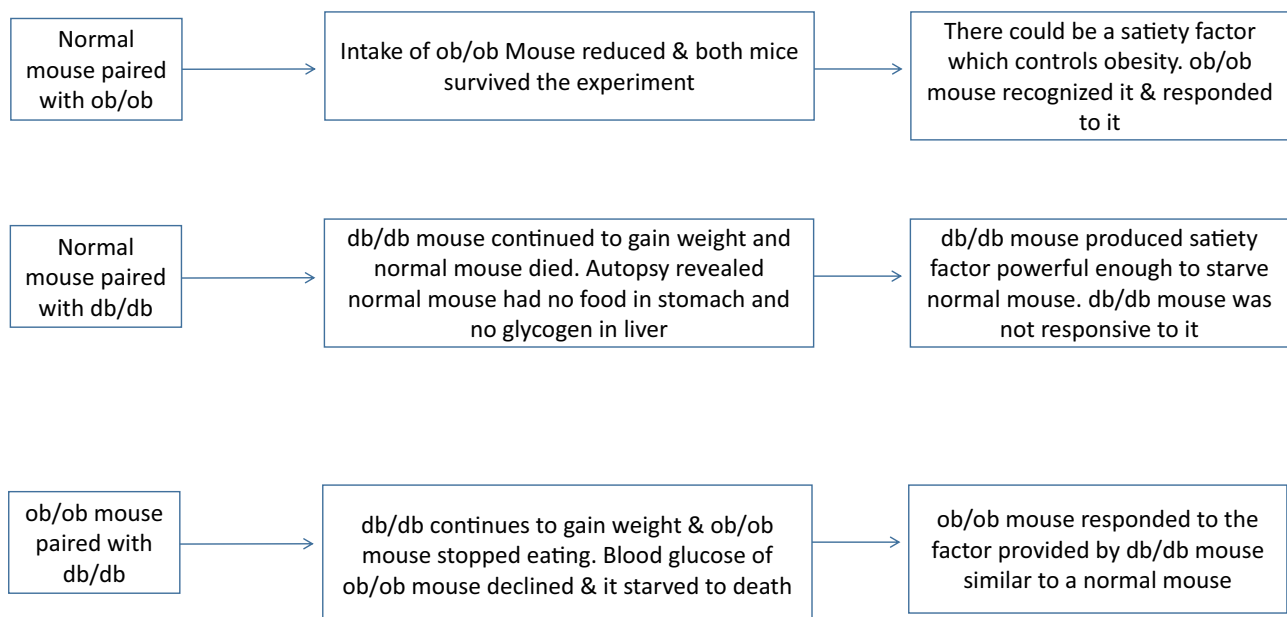 Normal
mouse paired
with ob/ob
Intake of ob/ob Mouse reduced & both mice
survived the experiment
There could be a satiety factor
which controls obesity. ob/ob
mouse recognized it & responded
to it
Normal
mouse paired
with db/db
db/db mouse continued to gain weight and
normal mouse died. Autopsy revealed
normal mouse had no food in stomach and
no glycogen in liver
db/db mouse produced satiety
factor powerful enough to starve
normal mouse. db/db mouse was
not responsive to it
ob/ob mouse
paired with
db/db
db/db continues to gain weight & ob/ob
mouse stopped eating. Blood glucose of
ob/ob mouse declined & it starved to death
ob/ob mouse responded to the
factor provided by db/db mouse
similar to a normal mouse